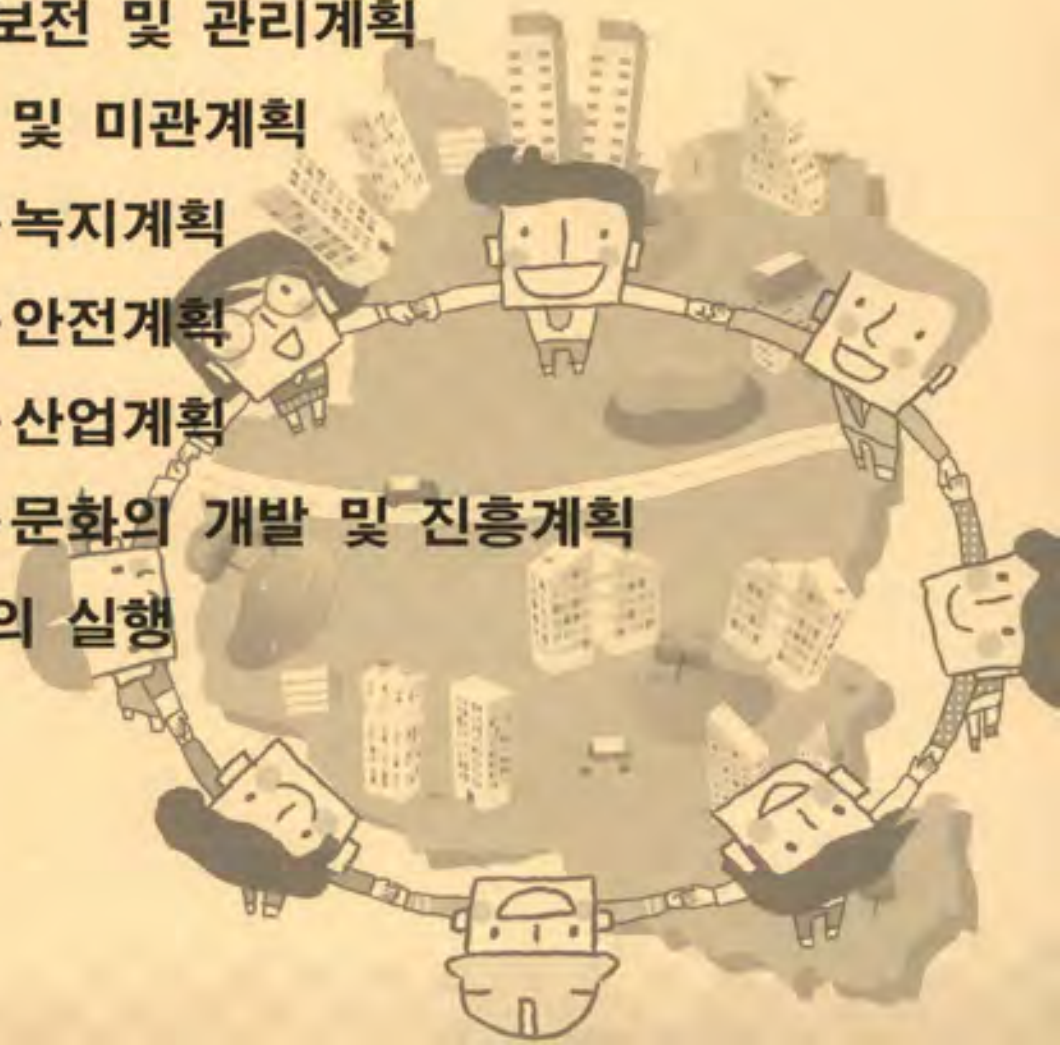 보전 및 관리계획
및 미관계획
·녹지계획
·안전계획
·산업계획
·문화의 개발 및 진흥계획
의 실행